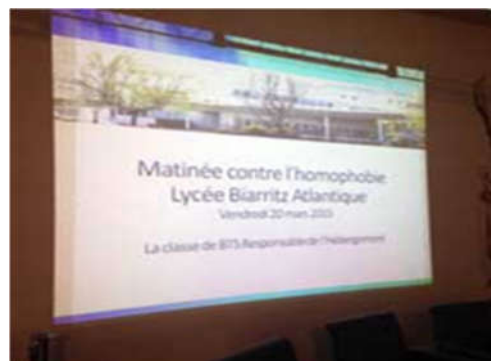 Matinée contre l'homophobie
Lycée Biarritz Atlantique
Vendredi 20 mars 2015
La classe de BTS Responsable de l'hébergement